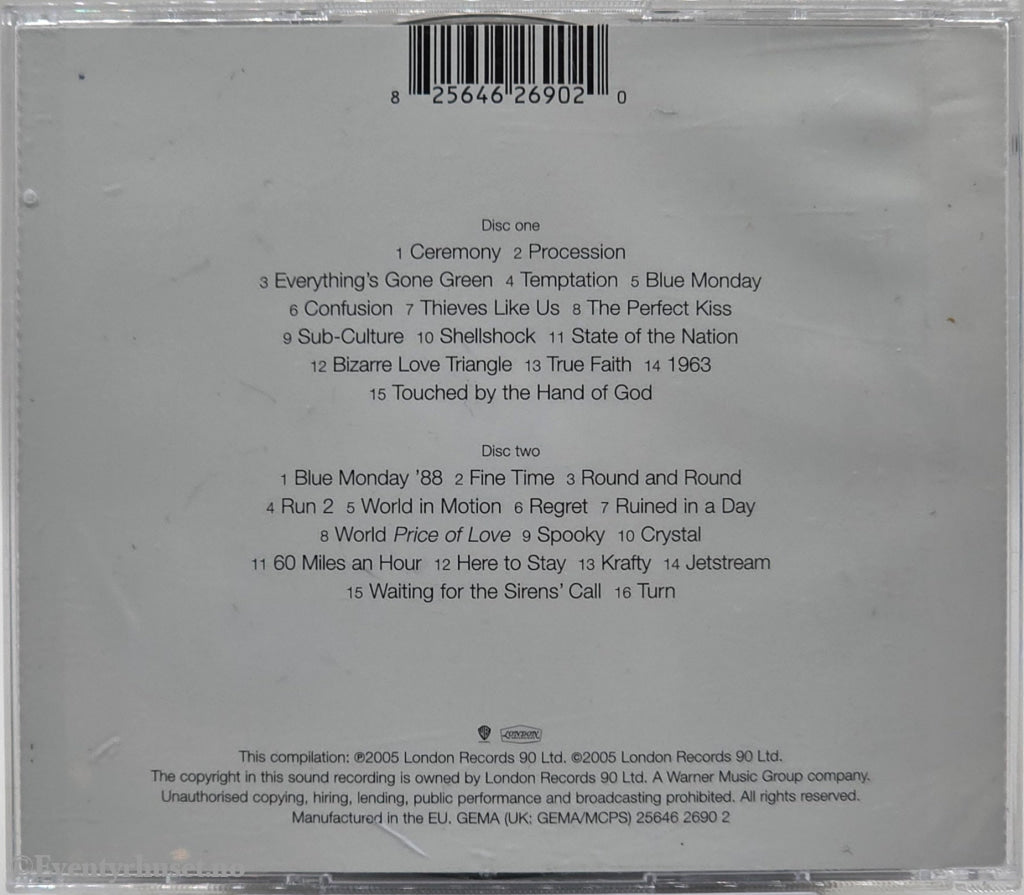 8 25646 26902 0
Disc one
1 Ceremony 2 Procession
3 Everything's Gone Green 4 Temptation 5 Blue Monday
6 Confusion 7 Thieves Like Us 8 The Perfect Kiss
9 Sub-Culture 10 Shellshock 11 State of the Nation
12 Bizarre Love Triangle 13 True Faith 14 1963
15 Touched by the Hand of God
Disc two
1 Blue Monday '88 2 Fine Time 3 Round and Round
4 Run 2 5 World in Motion 6 Regret 7 Ruined in a Day
8 World Price of Love 9 Spooky 10 Crystal
11 60 Miles an Hour 12 Here to Stay 13 Krafty 14 Jetstream
15 Waiting for the Sirens' Call 16 Turn
WB LONDON
This compilation: ℗2005 London Records 90 Ltd. ©2005 London Records 90 Ltd.
The copyright in this sound recording is owned by London Records 90 Ltd. A Warner Music Group company.
Unauthorised copying, hiring, lending, public performance and broadcasting prohibited. All rights reserved.
Manufactured in the EU. GEMA (UK: GEMA/MCPS) 25646 2690 2
©Eventyrhuset.no